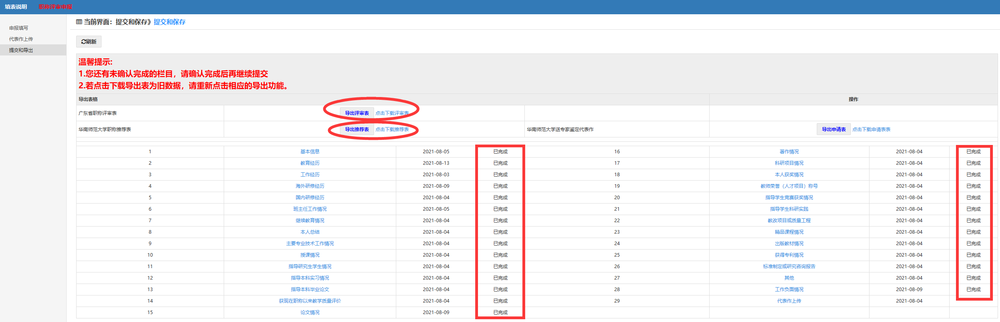 填表说明 职称评审申报
申报填写
代表作上传
提交和导出
当前界面：提交和保存》提交和保存
刷新
温馨提示:
1.您还有未确认完成的栏目，请确认完成后再继续提交
2.若点击下载导出表为旧数据，请重新点击相应的导出功能。
导出表格 操作
广东省职称评审表 导出评审表 点击下载评审表
华南师范大学职称推荐表 导出推荐表 点击下载推荐表 华南师范大学送专家鉴定代表作 导出申请表 点击下载申请表表
1 基本信息 2021-08-05 已完成 16 著作情况 2021-08-04 已完成
2 教育经历 2021-08-13 已完成 17 科研项目情况 2021-08-04 已完成
3 工作经历 2021-08-03 已完成 18 本人获奖情况 2021-08-04 已完成
4 海外研修经历 2021-08-09 已完成 19 教师荣誉（人才项目）称号 2021-08-04 已完成
5 国内研修经历 2021-08-04 已完成 20 指导学生竞赛获奖情况 2021-08-04 已完成
6 班主任工作情况 2021-08-05 已完成 21 指导学生科研实践 2021-08-04 已完成
7 继续教育情况 2021-08-04 已完成 22 教改项目或质量工程 2021-08-04 已完成
8 本人总结 2021-08-04 已完成 23 精品课程情况 2021-08-04 已完成
9 主要专业技术工作情况 2021-08-04 已完成 24 出版教材情况 2021-08-04 已完成
10 授课情况 2021-08-04 已完成 25 获得专利情况 2021-08-04 已完成
11 指导研究生学生情况 2021-08-04 已完成 26 标准制定或研究咨询报告 2021-08-04 已完成
12 指导本科实习情况 2021-08-04 已完成 27 其他 2021-08-04 已完成
13 指导本科毕业论文 2021-08-04 已完成 28 工作负面情况 2021-08-09 已完成
14 获现在职称以来教学质量评价 2021-08-04 已完成 29 代表作上传 2021-08-04
15 论文情况 2021-08-09 已完成